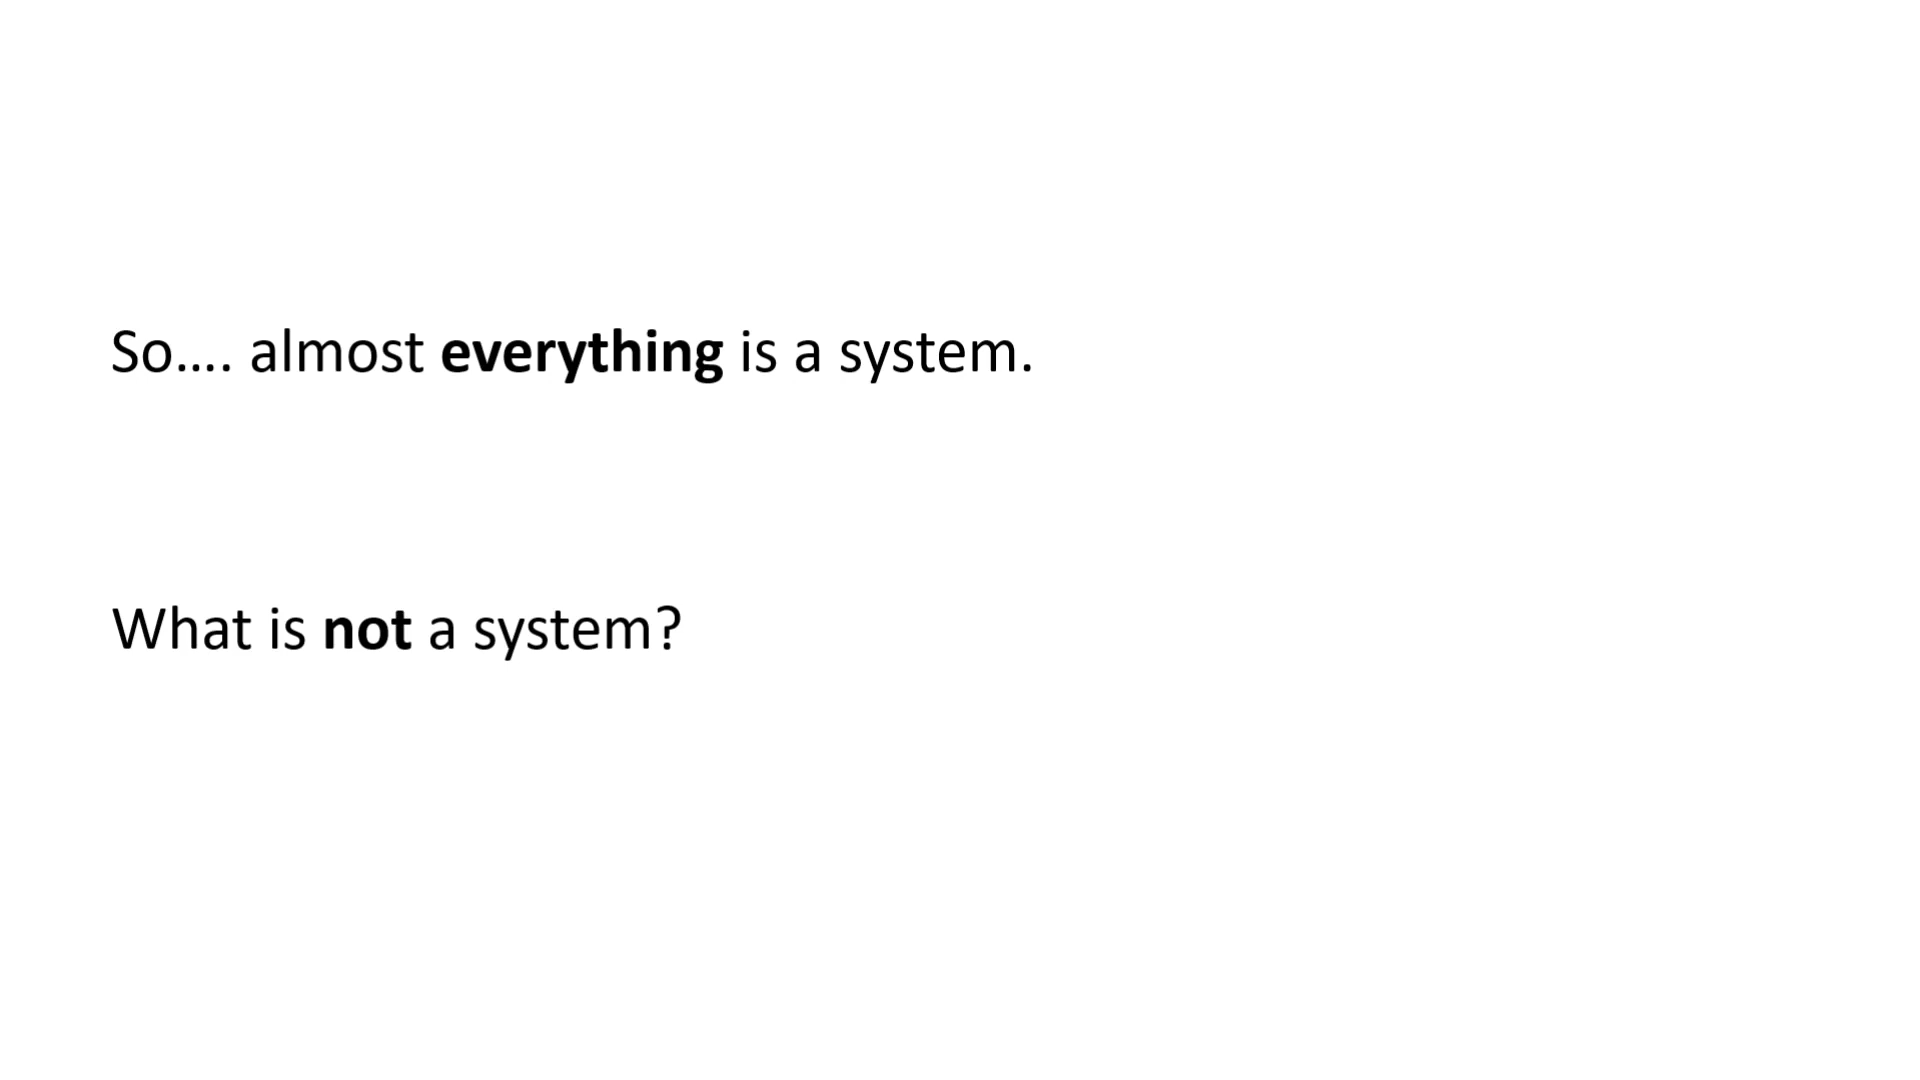 So.... almost everything is a system.
What is not a system?